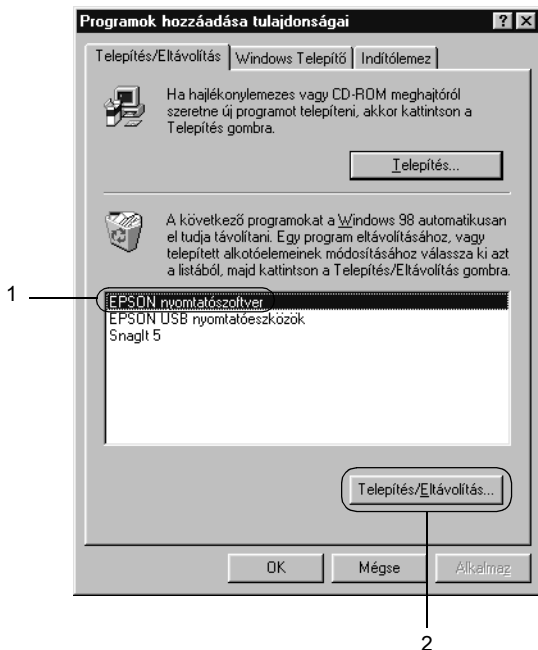 Programok hozzáadása tulajdonságai
Telepítés/Eltávolítás Windows Telepítő Indítólemez
Ha hajlékonylemezes vagy CD-ROM meghajtóról
szeretne új programot telepíteni, akkor kattintson a
Telepítés gombra.
Telepítés...
A következő programokat a Windows 98 automatikusan
el tudja távolítani. Egy program eltávolításához, vagy
telepített alkotóelemeinek módosításához válassza ki azt
a listából, majd kattintson a Telepítés/Eltávolítás gombra.
1
EPSON nyomtatószoftver
EPSON USB nyomtatóeszközök
SnagIt 5
Telepítés/Eltávolítás...
OK Mégse Alkalmaz
2